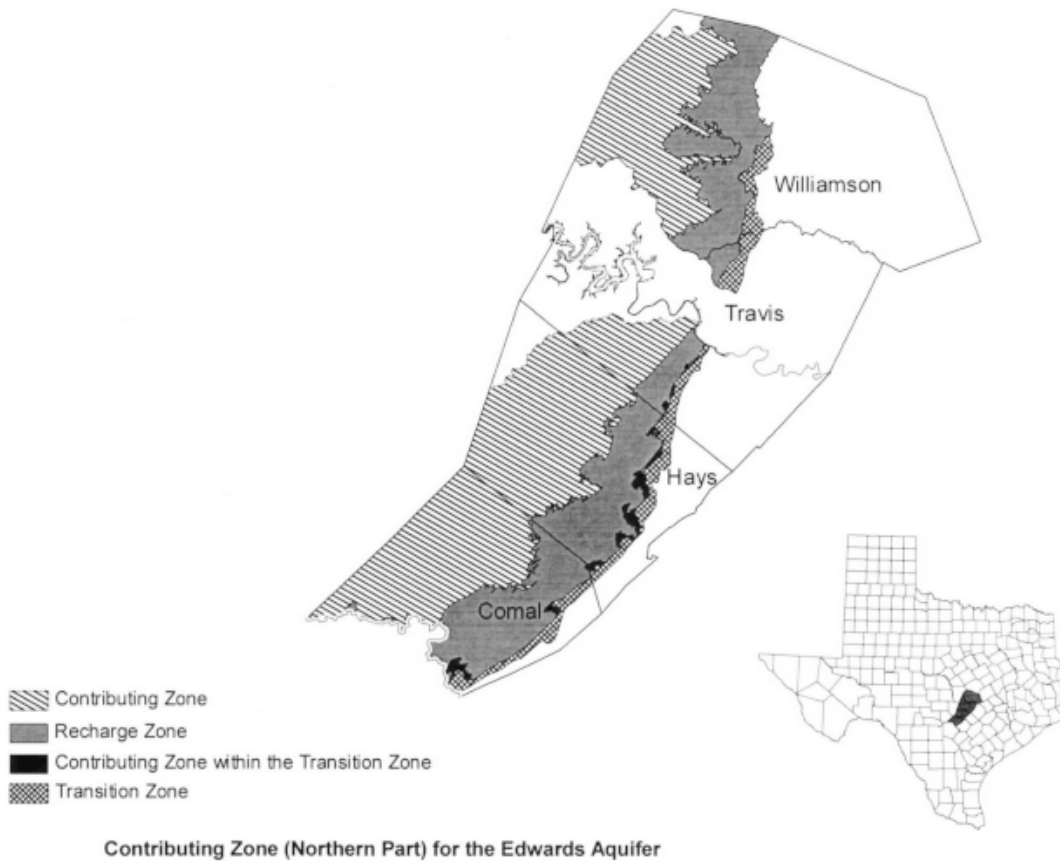 Williamson
Travis
Hays
Comal
Contributing Zone
Recharge Zone
Contributing Zone within the Transition Zone
Transition Zone
Contributing Zone (Northern Part) for the Edwards Aquifer